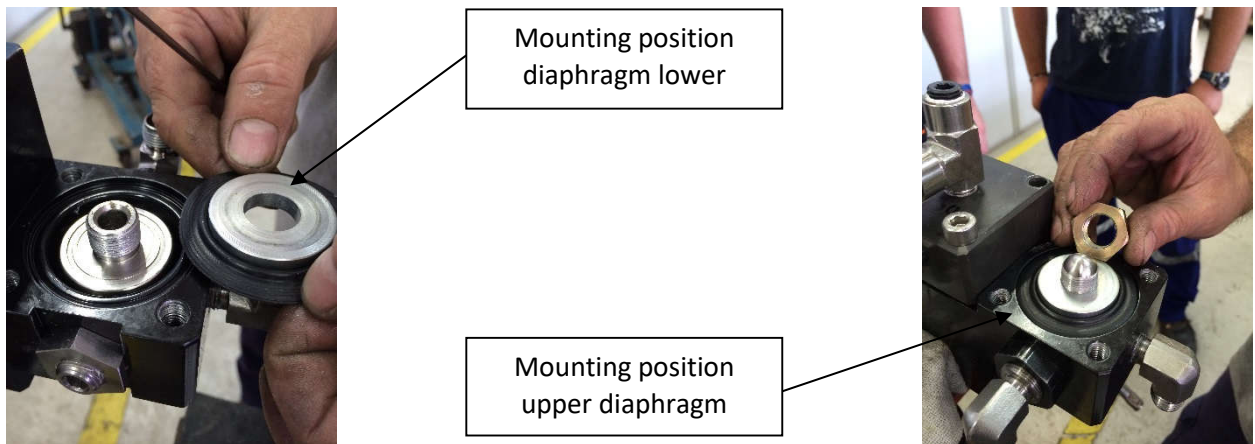 Mounting position
diaphragm lower
Mounting position
upper diaphragm